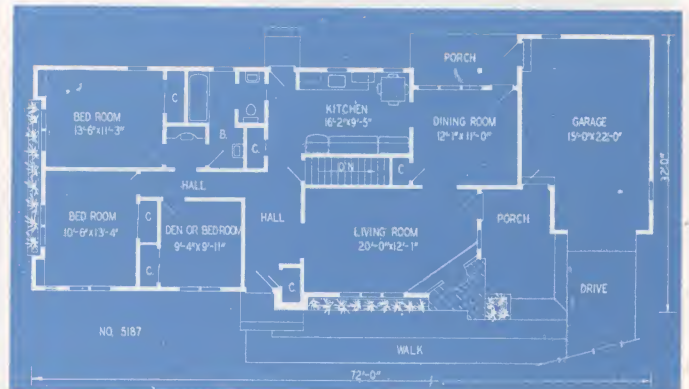 PORCH
BED ROOM
13'-6"X11'-3"
C
B.
C.
KITCHEN
16'-2"X9'-5"
DINING ROOM
12'-1"X11'-0"
GARAGE
15'-0"X22'-0"
32'-0"
DN
C
HALL
BED ROOM
10'-6"X13'-4"
C
C.
DEN OR BEDROOM
9'-4"X9'-11"
HALL
C
LIVING ROOM
20'-0"X12'-1"
PORCH
DRIVE
NO. 5187
WALK
72'-0"